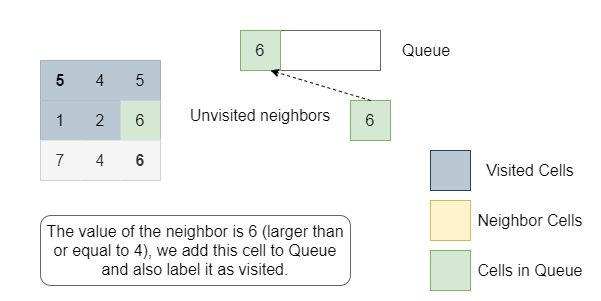 6
Queue
5 4 5
1 2 6
7 4 6
Unvisited neighbors
6
Visited Cells
Neighbor Cells
Cells in Queue
The value of the neighbor is 6 (larger than
or equal to 4), we add this cell to Queue
and also label it as visited.